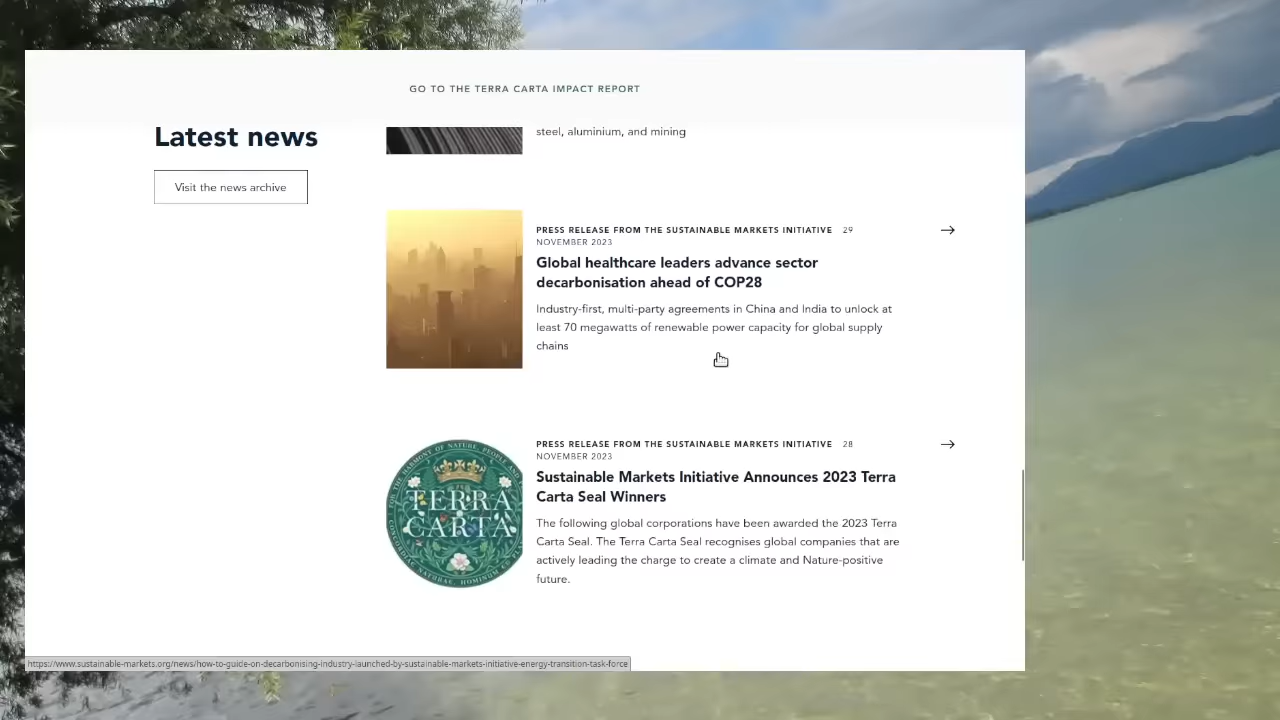 GO TO THE TERRA CARTA IMPACT REPORT
Latest news
Visit the news archive
steel, aluminium, and mining
PRESS RELEASE FROM THE SUSTAINABLE MARKETS INITIATIVE 29
NOVEMBER 2023
Global healthcare leaders advance sector
decarbonisation ahead of COP28
Industry-first, multi-party agreements in China and India to unlock at
least 70 megawatts of renewable power capacity for global supply
chains
PRESS RELEASE FROM THE SUSTAINABLE MARKETS INITIATIVE 28
NOVEMBER 2023
Sustainable Markets Initiative Announces 2023 Terra
Carta Seal Winners
The following global corporations have been awarded the 2023 Terra
Carta Seal. The Terra Carta Seal recognises global companies that are
actively leading the charge to create a climate and Nature-positive
future.
FOR THE HARMONY OF NATURE, PEOPLE AND
TERRA
CARTA
https://www.sustainable-markets.org/news/how-to-guide-on-decarbonising-industry-launched-by-sustainable-markets-initiative-energy-transition-task-force